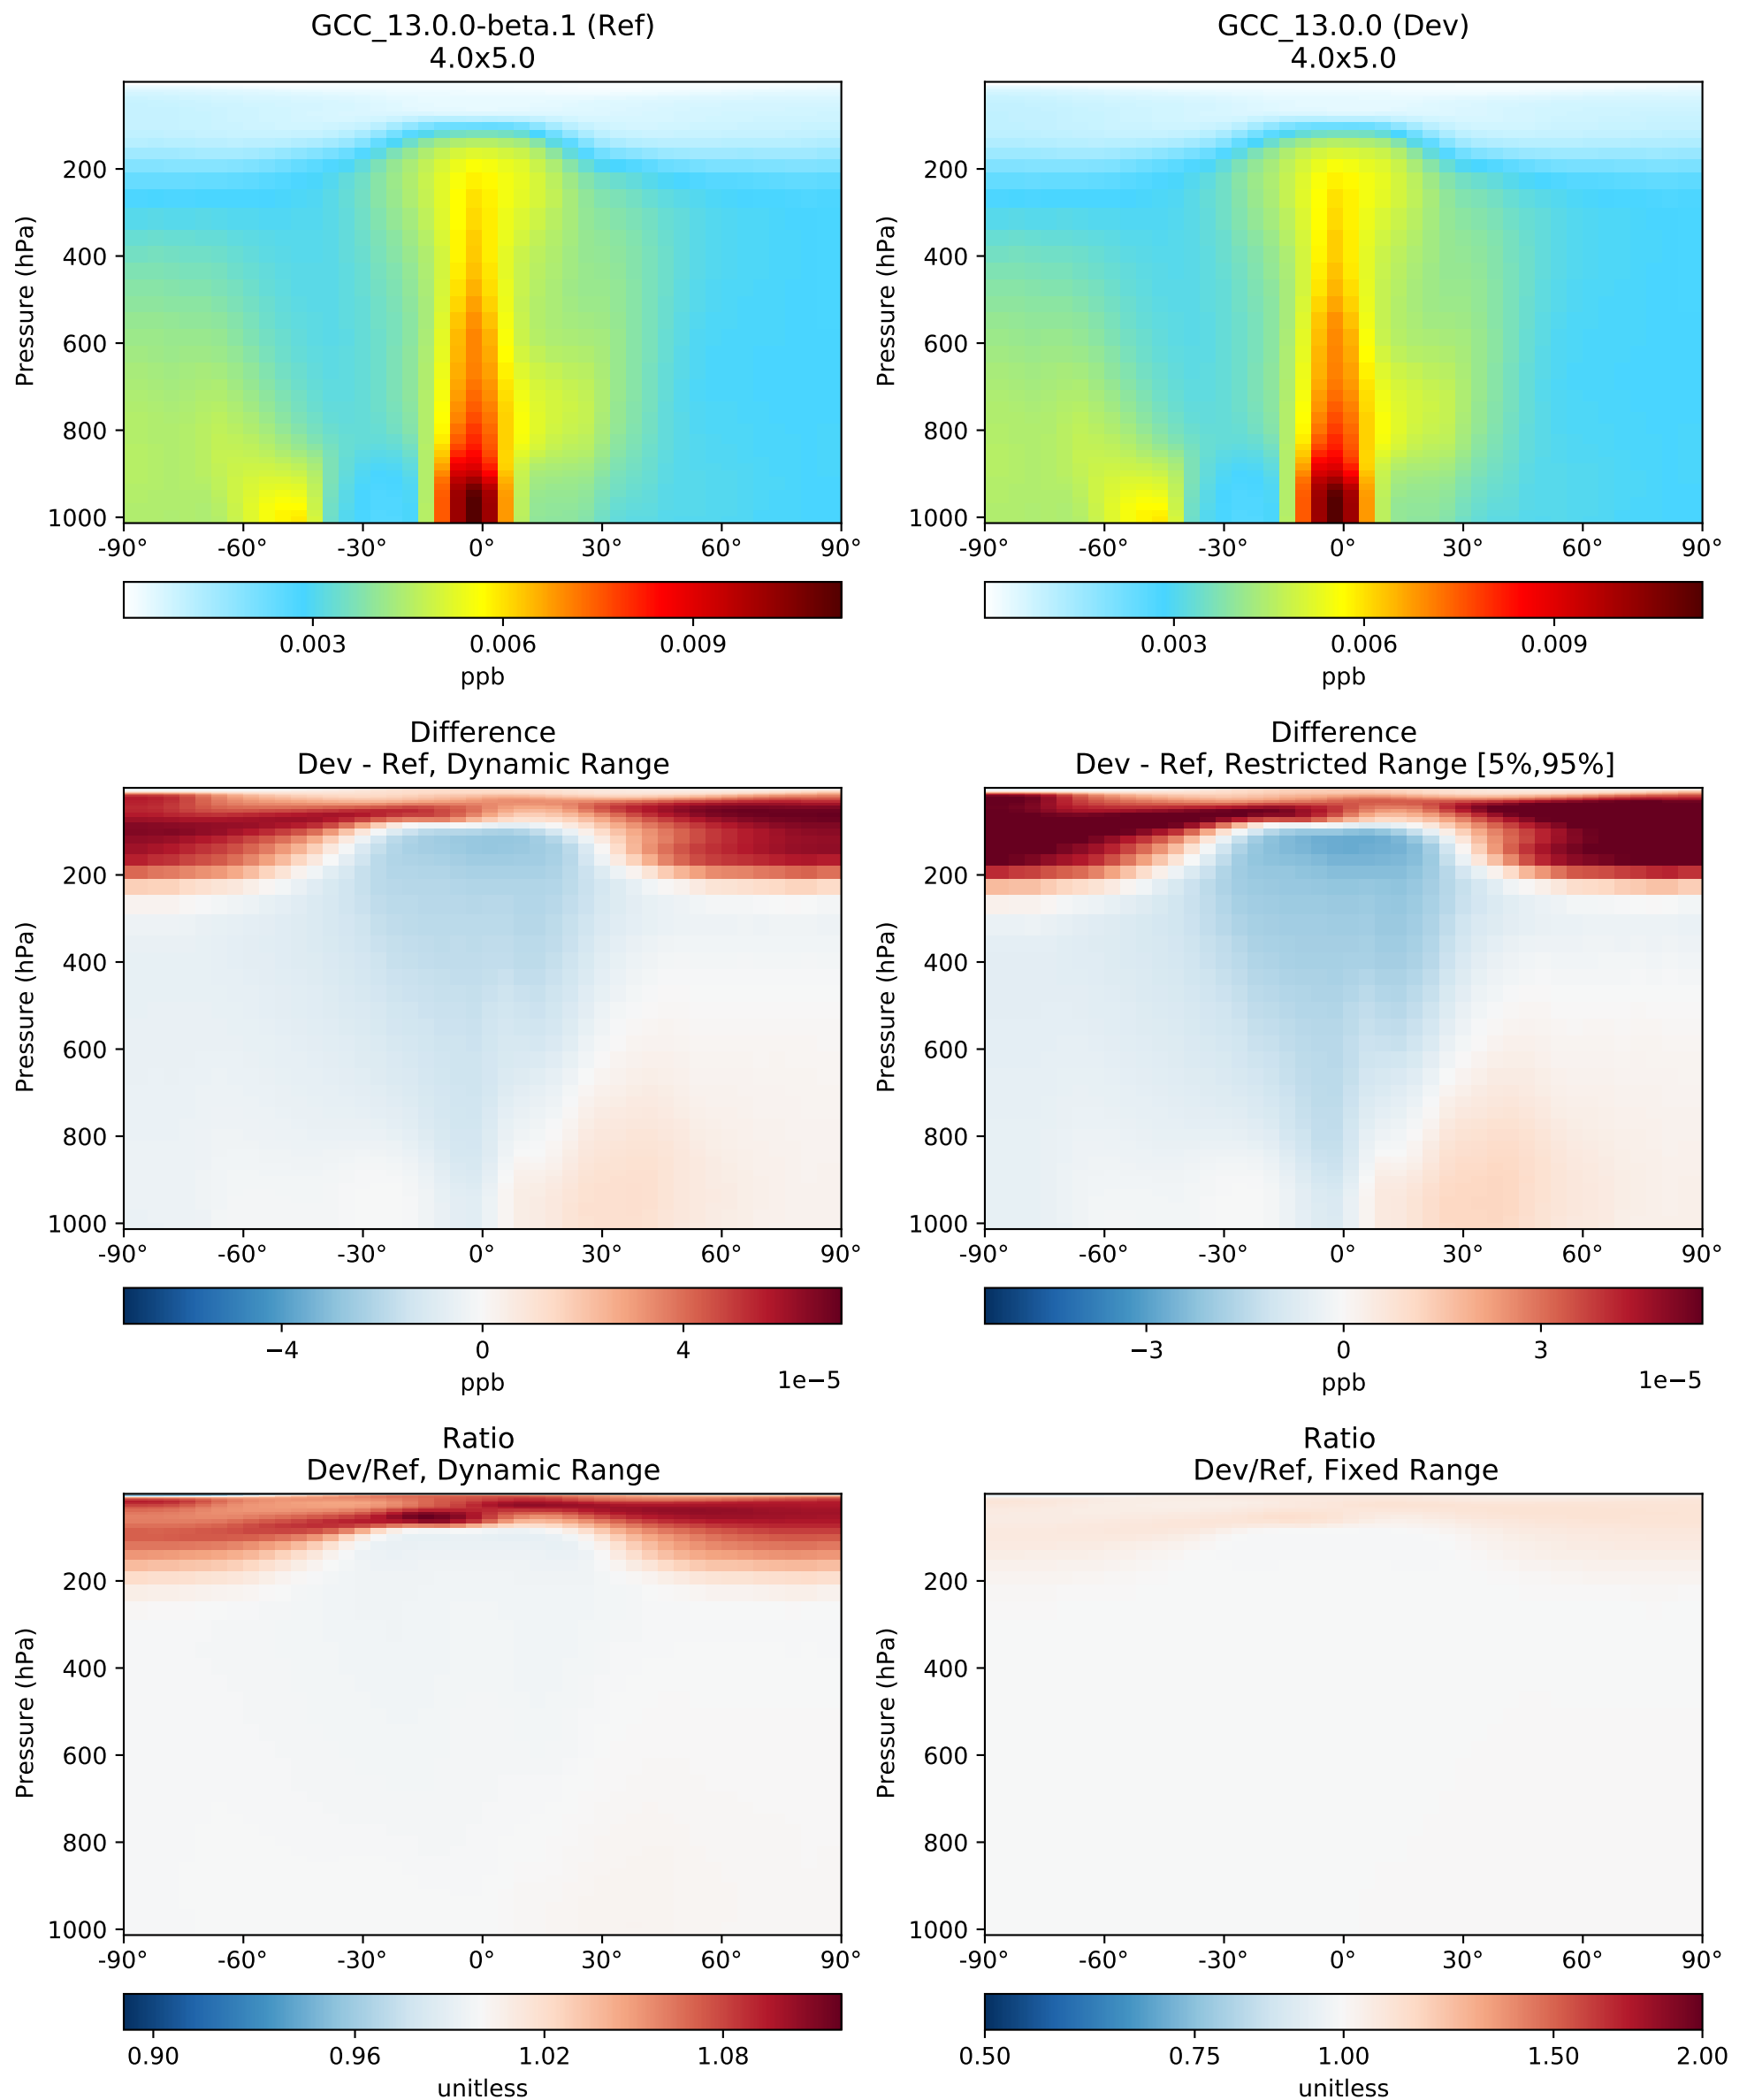 GCC_13.0.0-beta.1 (Ref)
4.0x5.0
Pressure (hPa)
200
400
600
800
1000
-90° -60° -30° 0° 30° 60° 90°
0.003 0.006 0.009
ppb
GCC_13.0.0 (Dev)
4.0x5.0
Pressure (hPa)
200
400
600
800
1000
-90° -60° -30° 0° 30° 60° 90°
0.003 0.006 0.009
ppb
Difference
Dev - Ref, Dynamic Range
Pressure (hPa)
200
400
600
800
1000
-90° -60° -30° 0° 30° 60° 90°
−4 0 4
ppb 1e−5
Difference
Dev - Ref, Restricted Range [5%,95%]
Pressure (hPa)
200
400
600
800
1000
-90° -60° -30° 0° 30° 60° 90°
−3 0 3
ppb 1e−5
Ratio
Dev/Ref, Dynamic Range
Pressure (hPa)
200
400
600
800
1000
-90° -60° -30° 0° 30° 60° 90°
0.90 0.96 1.02 1.08
unitless
Ratio
Dev/Ref, Fixed Range
Pressure (hPa)
200
400
600
800
1000
-90° -60° -30° 0° 30° 60° 90°
0.50 0.75 1.00 1.50 2.00
unitless